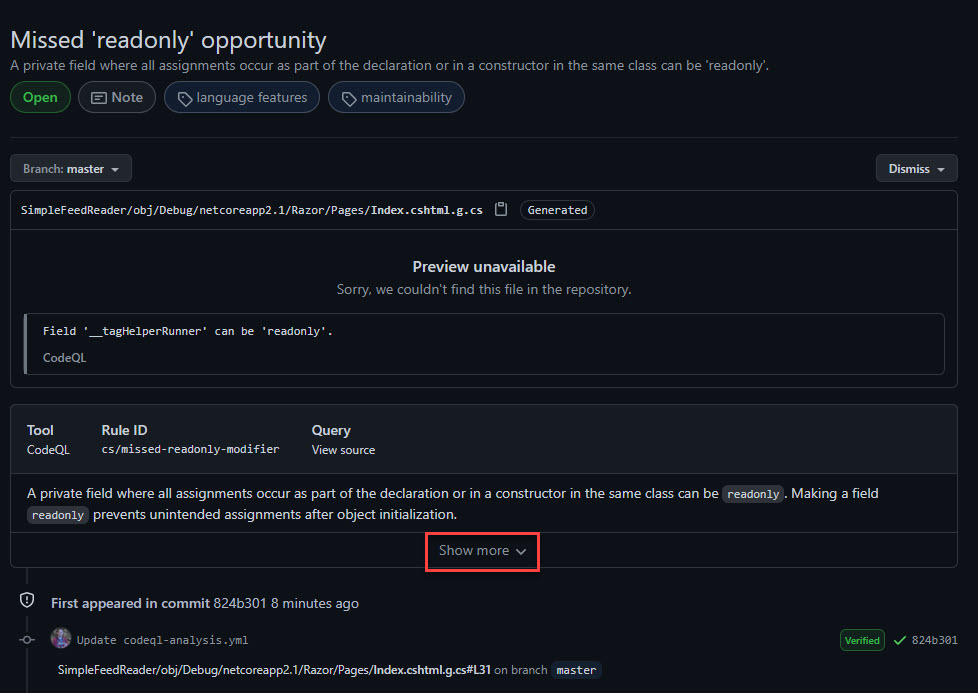 Missed 'readonly' opportunity
A private field where all assignments occur as part of the declaration or in a constructor in the same class can be 'readonly'.
Open Note language features maintainability
Branch: master Dismiss
SimpleFeedReader/obj/Debug/netcoreapp2.1/Razor/Pages/Index.cshtml.g.cs Generated
Preview unavailable
Sorry, we couldn't find this file in the repository.
Field '__tagHelperRunner' can be 'readonly'.
CodeQL
Tool Rule ID Query
CodeQL cs/missed-readonly-modifier View source
A private field where all assignments occur as part of the declaration or in a constructor in the same class can be readonly. Making a field
readonly prevents unintended assignments after object initialization.
Show more
First appeared in commit 824b301 8 minutes ago
Update codeql-analysis.yml Verified 824b301
SimpleFeedReader/obj/Debug/netcoreapp2.1/Razor/Pages/Index.cshtml.g.cs#L31 on branch master